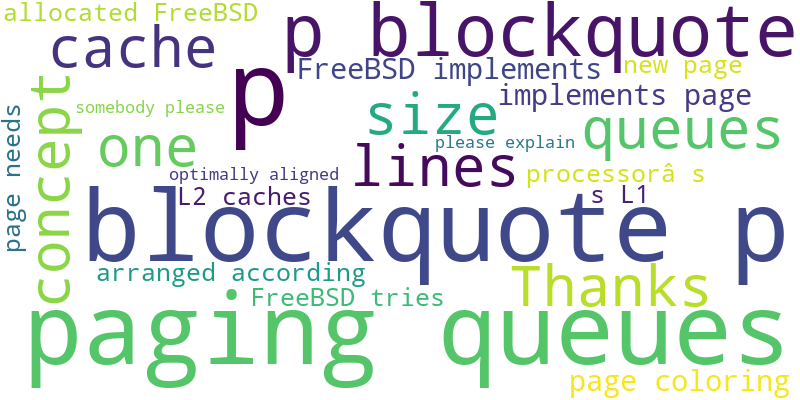 allocated FreeBSD
p blockquote
cache
p
FreeBSD implements
new page
concept
somebody please
size
implements page
page needs
one
queues
please explain
lines
optimally aligned
processorâ s
L2 caches
s L1
blockquote p
arranged according
Thanks
FreeBSD tries
paging queues
page coloring